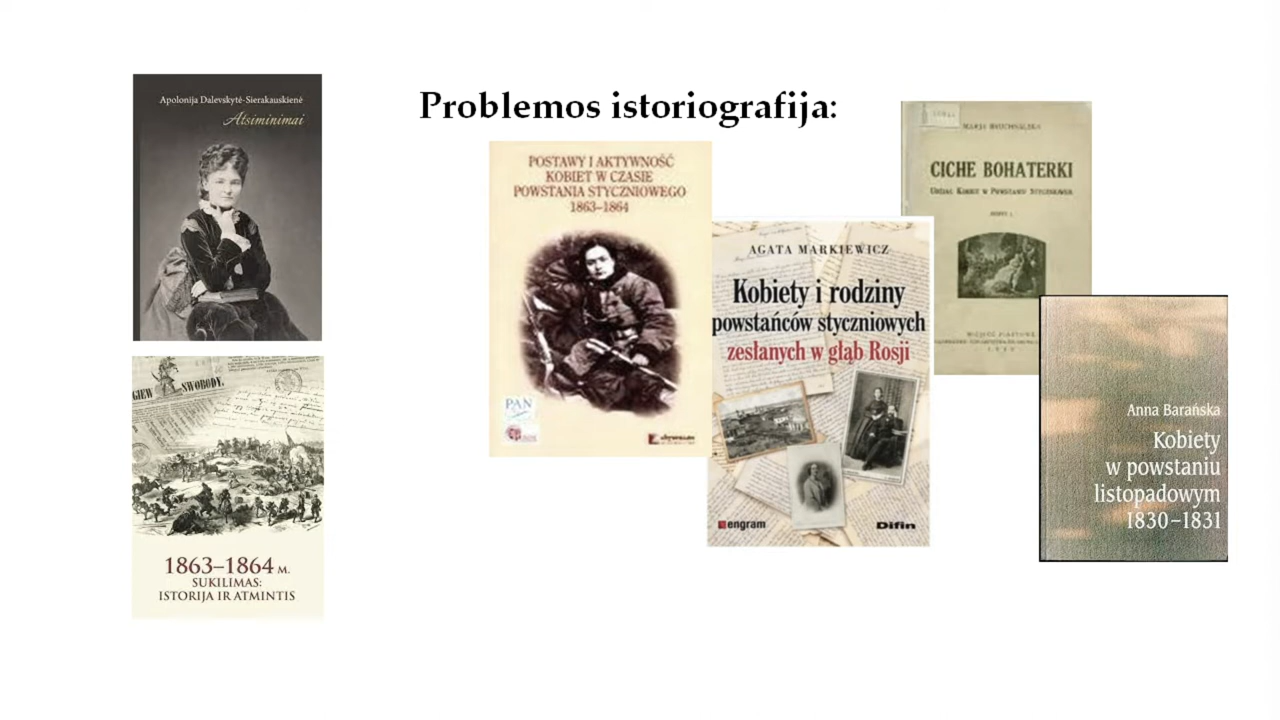 Problemos istoriografija:
Apolonija Dalevskytė-Sierakauskienė
Atsiminimai
GIEW SWOBODY.
1863–1864 M.
SUKILIMAS:
ISTORIJA IR ATMINTIS
POSTAWY I AKTYWNOŚĆ
KOBIET W CZASIE
POWSTANIA STYCZNIOWEGO
1863–1864
PAN
AGATA MARKIEWICZ
Kobiety i rodziny
powstańców styczniowych
zesłanych w głąb Rosji
engram
Difin
CICHE BOHATERKI
Anna Barańska
Kobiety
w powstaniu
listopadowym
1830–1831